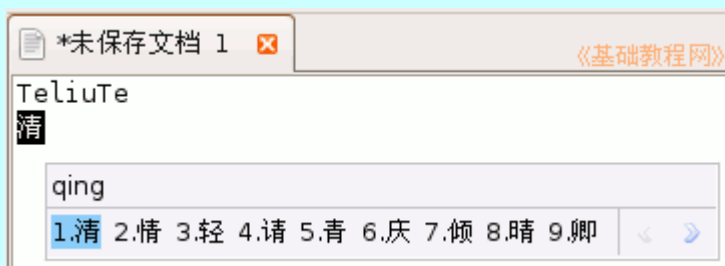 *未保存文档 1
《基础教程网》
TeliuTe
清
qing
1.清 2.情 3.轻 4.请 5.青 6.庆 7.倾 8.晴 9.卿